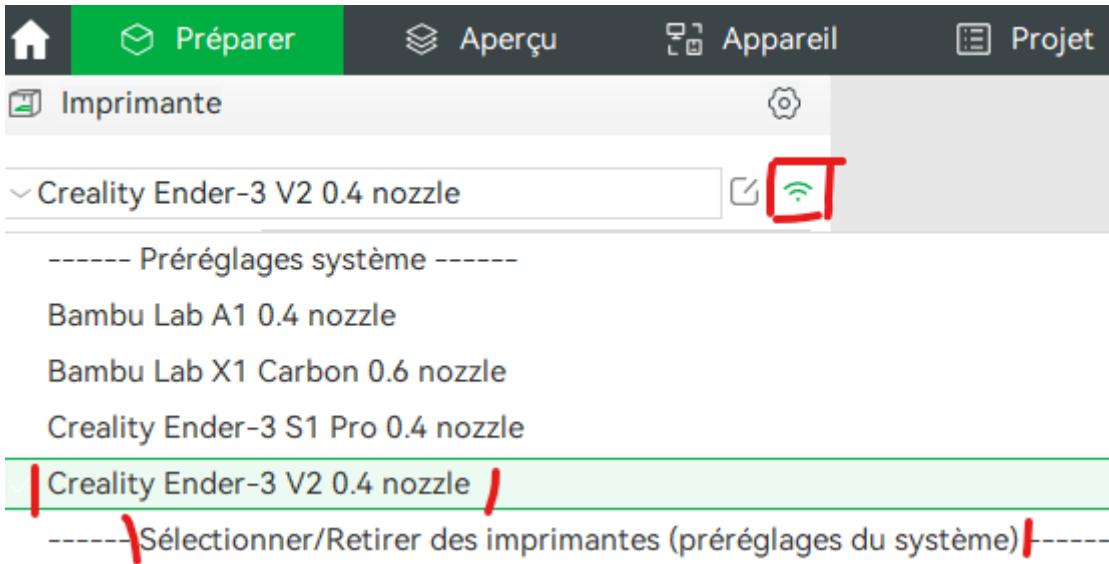 Préparer Aperçu Appareil Projet
Imprimante
Creality Ender-3 V2 0.4 nozzle
------ Préréglages système ------
Bambu Lab A1 0.4 nozzle
Bambu Lab X1 Carbon 0.6 nozzle
Creality Ender-3 S1 Pro 0.4 nozzle
Creality Ender-3 V2 0.4 nozzle
------ Sélectionner/Retirer des imprimantes (préréglages du système) ------